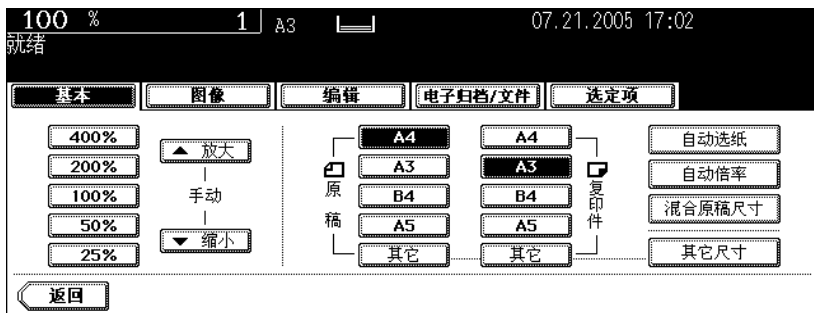 100 % 1 A3 07.21.2005 17:02
就绪
基本 图像 编辑 电子归档/文件 选定项
400% 放大 A4 A4 自动选纸
200% A3 A3 自动倍率
100% 手动 原稿 B4 B4 复印件 混合原稿尺寸
50% 缩小 A5 A5
25% 其它 其它 其它尺寸
返回